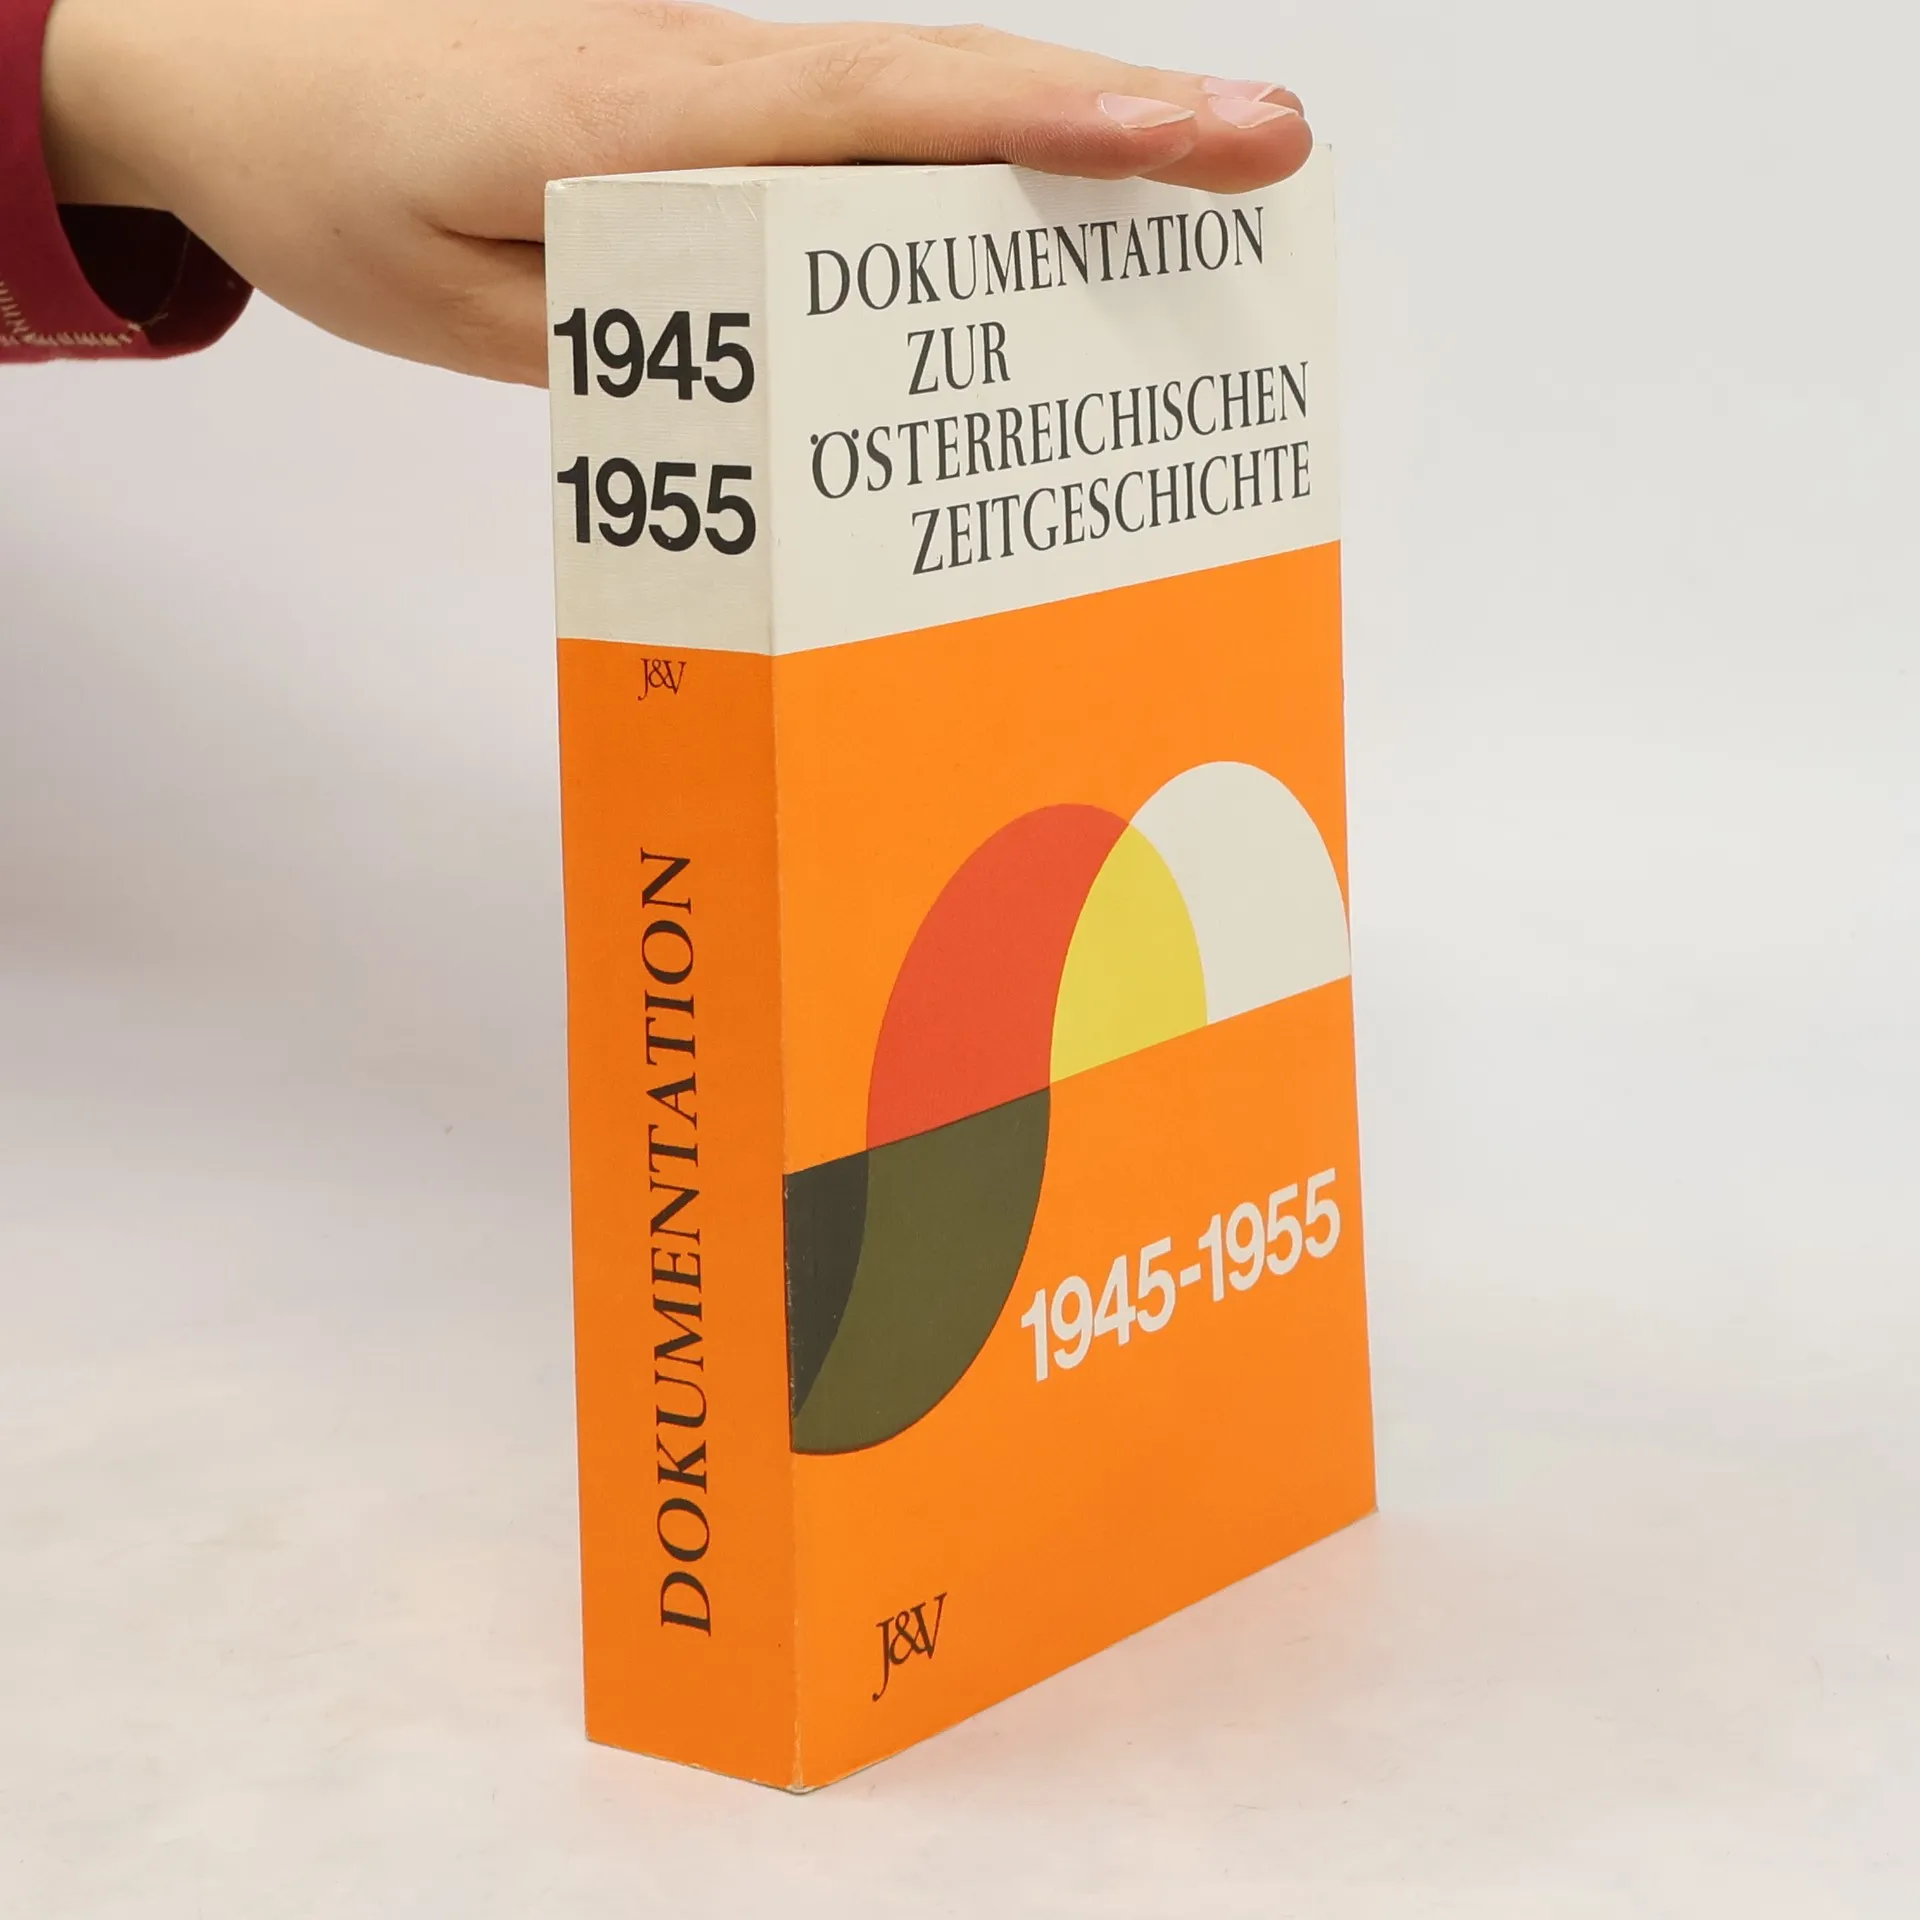 1945
1955
J&V
DOKUMENTATION
DOKUMENTATION
ZUR
ÖSTERREICHISCHEN
ZEITGESCHICHTE
1945-1955
J&V